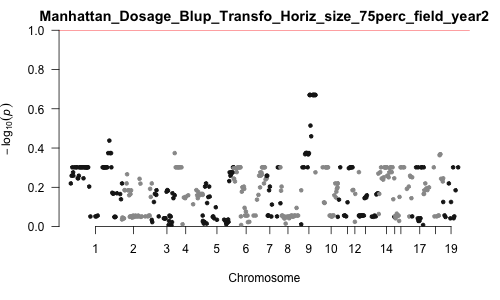 Manhattan_Dosage_Blup_Transfo_Horiz_size_75perc_field_year2
1.0
0.8
0.6
0.4
0.2
0.0
− log₁₀(p)
1 2 3 4 5 6 7 8 9 10 12 14 17 19
Chromosome